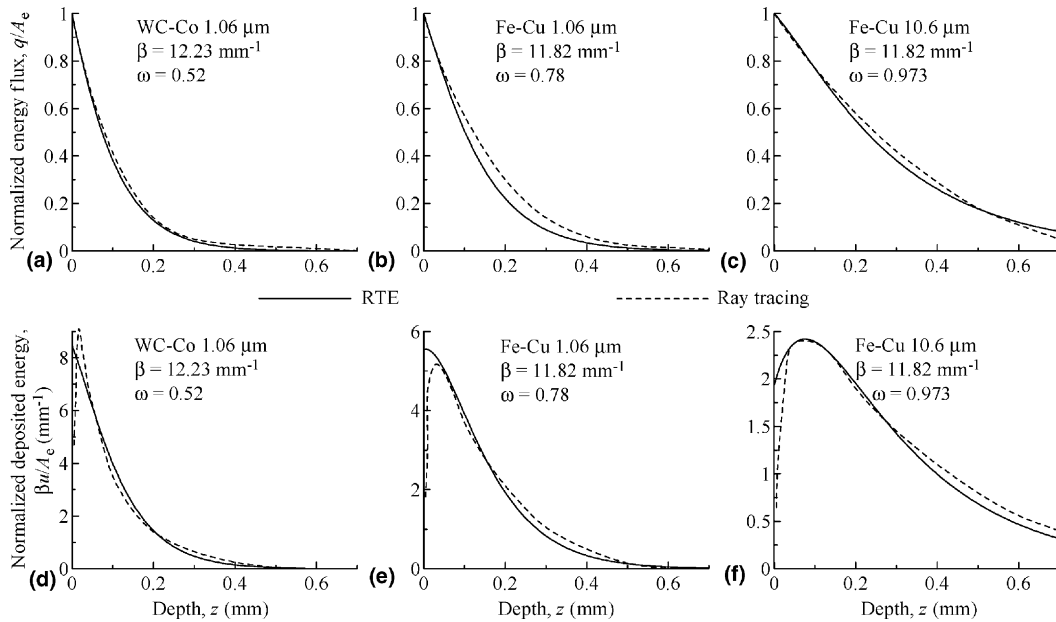 Normalized energy flux, q/Aₑ
1
0.8
0.6
0.4
0.2
0
WC-Co 1.06 µm
β = 12.23 mm⁻¹
ω = 0.52
(a)
0
0.2
0.4
0.6
1
0.8
0.6
0.4
0.2
0
Fe-Cu 1.06 µm
β = 11.82 mm⁻¹
ω = 0.78
(b)
0
0.2
0.4
0.6
1
0.8
0.6
0.4
0.2
0
Fe-Cu 10.6 µm
β = 11.82 mm⁻¹
ω = 0.973
(c)
0
0.2
0.4
0.6
RTE
Ray tracing
Normalized deposited energy,
βu/Aₑ (mm⁻¹)
8
6
4
2
0
WC-Co 1.06 µm
β = 12.23 mm⁻¹
ω = 0.52
(d)
0
0.2
0.4
0.6
Depth, z (mm)
6
4
2
0
Fe-Cu 1.06 µm
β = 11.82 mm⁻¹
ω = 0.78
(e)
0
0.2
0.4
0.6
Depth, z (mm)
2.5
2
1.5
1
0.5
0
Fe-Cu 10.6 µm
β = 11.82 mm⁻¹
ω = 0.973
(f)
0
0.2
0.4
0.6
Depth, z (mm)